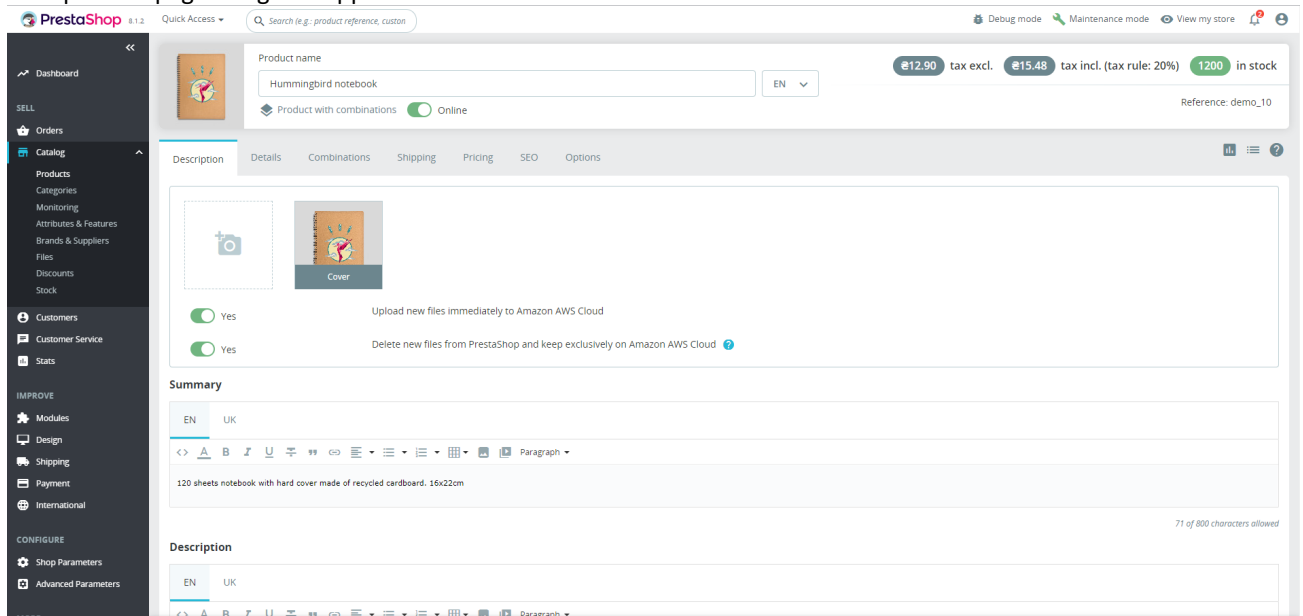 PrestaShop 8.1.2 Quick Access Search (e.g.: product reference, custon Debug mode Maintenance mode View my store 2
Dashboard
SELL
Orders
Catalog
Products
Categories
Monitoring
Attributes & Features
Brands & Suppliers
Files
Discounts
Stock
Customers
Customer Service
Stats
IMPROVE
Modules
Design
Shipping
Payment
International
CONFIGURE
Shop Parameters
Advanced Parameters
Product name
Hummingbird notebook EN
Product with combinations Online
₴12.90 tax excl. ₴15.48 tax incl. (tax rule: 20%) 1200 in stock
Reference: demo_10
Description Details Combinations Shipping Pricing SEO Options
Cover
Yes Upload new files immediately to Amazon AWS Cloud
Yes Delete new files from PrestaShop and keep exclusively on Amazon AWS Cloud ?
Summary
EN UK
<> A B I U T Paragraph
120 sheets notebook with hard cover made of recycled cardboard. 16x22cm
71 of 800 characters allowed
Description
EN UK
<> A B I U T Paragraph